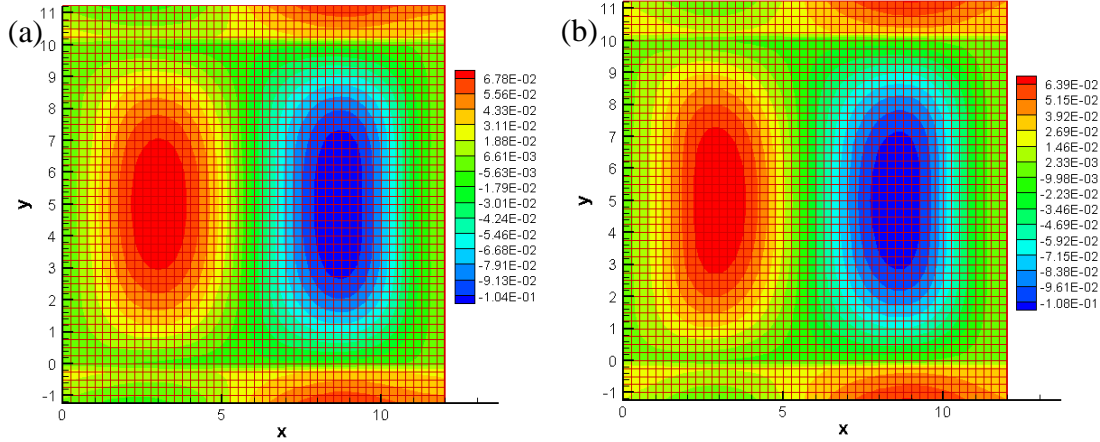 (a)
y
11
10
9
8
7
6
5
4
3
2
1
0
-1
0 5 10
x
6.78E-02
5.56E-02
4.33E-02
3.11E-02
1.88E-02
6.61E-03
-5.63E-03
-1.79E-02
-3.01E-02
-4.24E-02
-5.46E-02
-6.68E-02
-7.91E-02
-9.13E-02
-1.04E-01
(b)
y
11
10
9
8
7
6
5
4
3
2
1
0
-1
0 5 10
x
6.39E-02
5.15E-02
3.92E-02
2.69E-02
1.46E-02
2.33E-03
-9.98E-03
-2.23E-02
-3.46E-02
-4.69E-02
-5.92E-02
-7.15E-02
-8.38E-02
-9.61E-02
-1.08E-01